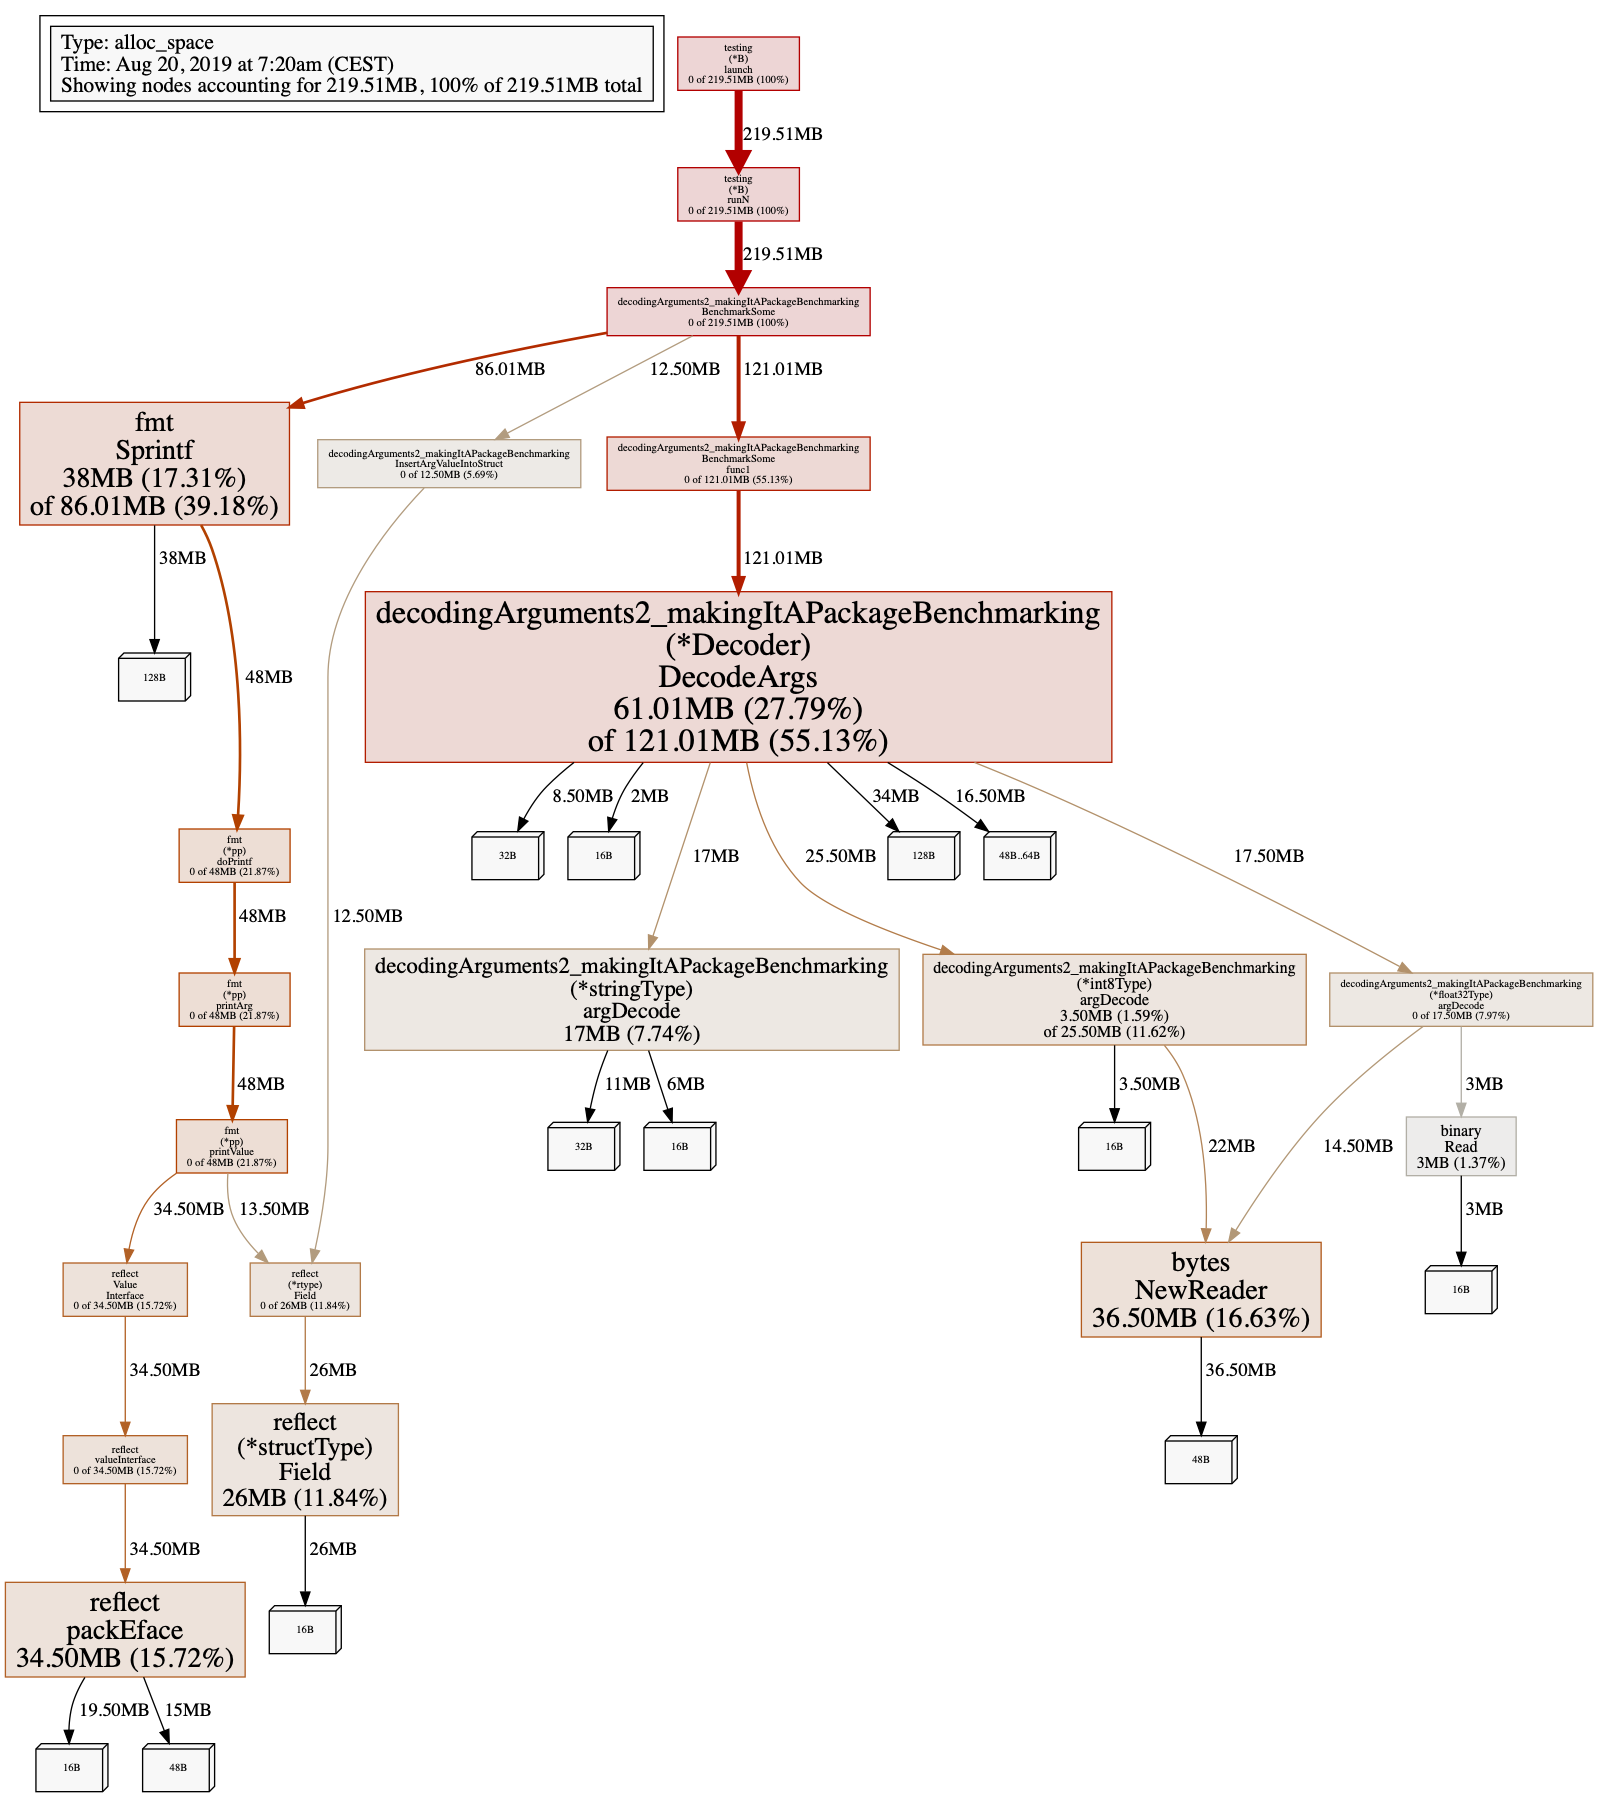 Type: alloc_space
Time: Aug 20, 2019 at 7:20am (CEST)
Showing nodes accounting for 219.51MB, 100% of 219.51MB total
testing
(*B)
launch
0 of 219.51MB (100%)
219.51MB
testing
(*B)
runN
0 of 219.51MB (100%)
219.51MB
decodingArguments2_makingItAPackageBenchmarking
BenchmarkSome
0 of 219.51MB (100%)
86.01MB
12.50MB
121.01MB
fmt
Sprintf
38MB (17.31%)
of 86.01MB (39.18%)
decodingArguments2_makingItAPackageBenchmarking
InsertArgValueIntoStruct
0 of 12.50MB (5.69%)
decodingArguments2_makingItAPackageBenchmarking
BenchmarkSome
func1
0 of 121.01MB (55.13%)
38MB
121.01MB
128B
48MB
decodingArguments2_makingItAPackageBenchmarking
(*Decoder)
DecodeArgs
61.01MB (27.79%)
of 121.01MB (55.13%)
8.50MB
2MB
34MB
16.50MB
fmt
(*pp)
doPrintf
0 of 48MB (21.87%)
32B
16B
17MB
25.50MB
128B
48B..64B
17.50MB
48MB
12.50MB
fmt
(*pp)
printArg
0 of 48MB (21.87%)
decodingArguments2_makingItAPackageBenchmarking
(*stringType)
argDecode
17MB (7.74%)
decodingArguments2_makingItAPackageBenchmarking
(*int8Type)
argDecode
3.50MB (1.59%)
of 25.50MB (11.62%)
decodingArguments2_makingItAPackageBenchmarking
(*float32Type)
argDecode
0 of 17.50MB (7.97%)
48MB
11MB
6MB
3.50MB
3MB
fmt
(*pp)
printValue
0 of 48MB (21.87%)
32B
16B
16B
22MB
14.50MB
binary
Read
3MB (1.37%)
34.50MB
13.50MB
3MB
reflect
Value
Interface
0 of 34.50MB (15.72%)
reflect
(*rtype)
Field
0 of 26MB (11.84%)
bytes
NewReader
36.50MB (16.63%)
16B
34.50MB
26MB
36.50MB
reflect
valueInterface
0 of 34.50MB (15.72%)
reflect
(*structType)
Field
26MB (11.84%)
48B
34.50MB
26MB
reflect
packEface
34.50MB (15.72%)
16B
19.50MB
15MB
16B
48B